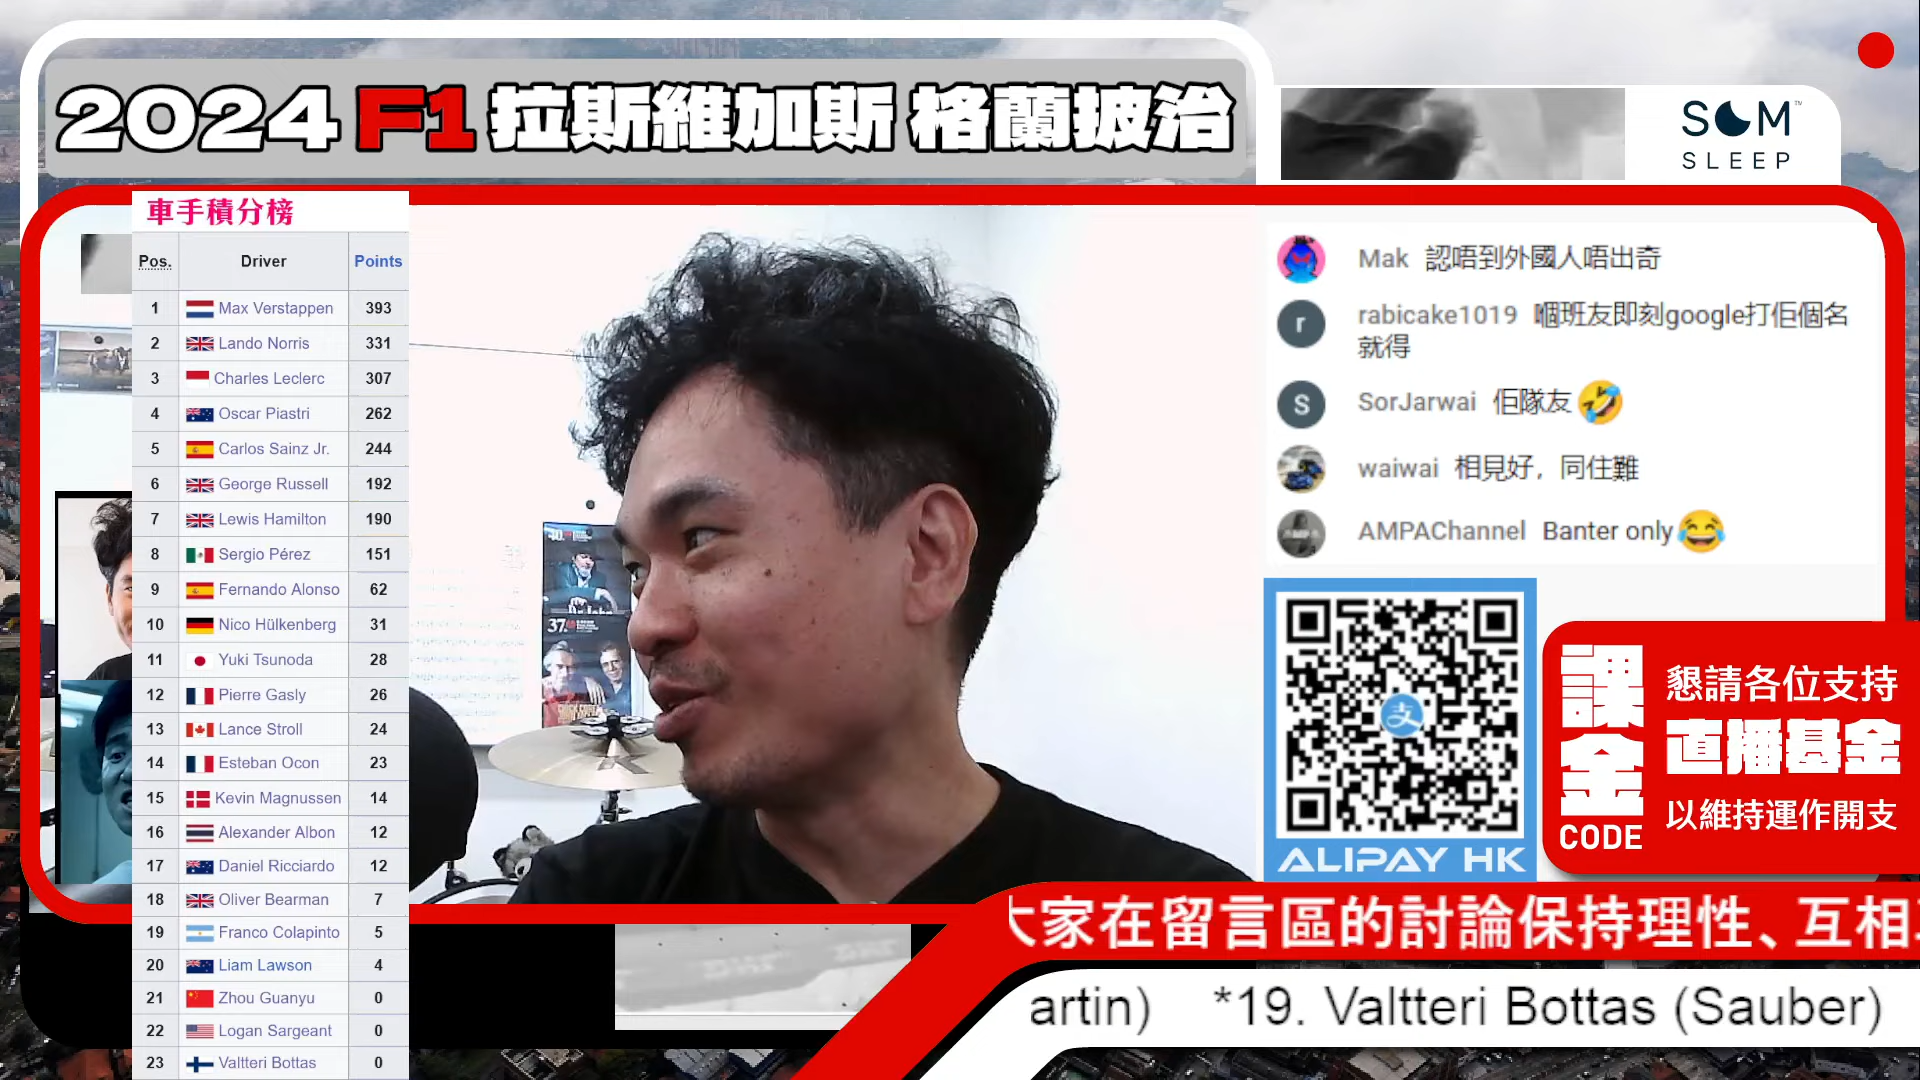 2024 F1 拉斯維加斯 格蘭披治
SOM™
SLEEP
車手積分榜
Pos. Driver Points
1 Max Verstappen 393
2 Lando Norris 331
3 Charles Leclerc 307
4 Oscar Piastri 262
5 Carlos Sainz Jr. 244
6 George Russell 192
7 Lewis Hamilton 190
8 Sergio Pérez 151
9 Fernando Alonso 62
10 Nico Hülkenberg 31
11 Yuki Tsunoda 28
12 Pierre Gasly 26
13 Lance Stroll 24
14 Esteban Ocon 23
15 Kevin Magnussen 14
16 Alexander Albon 12
17 Daniel Ricciardo 12
18 Oliver Bearman 7
19 Franco Colapinto 5
20 Liam Lawson 4
21 Zhou Guanyu 0
22 Logan Sargeant 0
23 Valtteri Bottas 0
40.
37.
Mak 認唔到外國人唔出奇
r
rabicake1019 嗰班友即刻google打佢個名
就得
S
SorJarwai 佢隊友🤣
waiwai 相見好，同住難
AMPAChannel Banter only😂
支
ALIPAY HK
課金
CODE
懇請各位支持
直播基金
以維持運作開支
大家在留言區的討論保持理性、互相
artin) *19. Valtteri Bottas (Sauber)